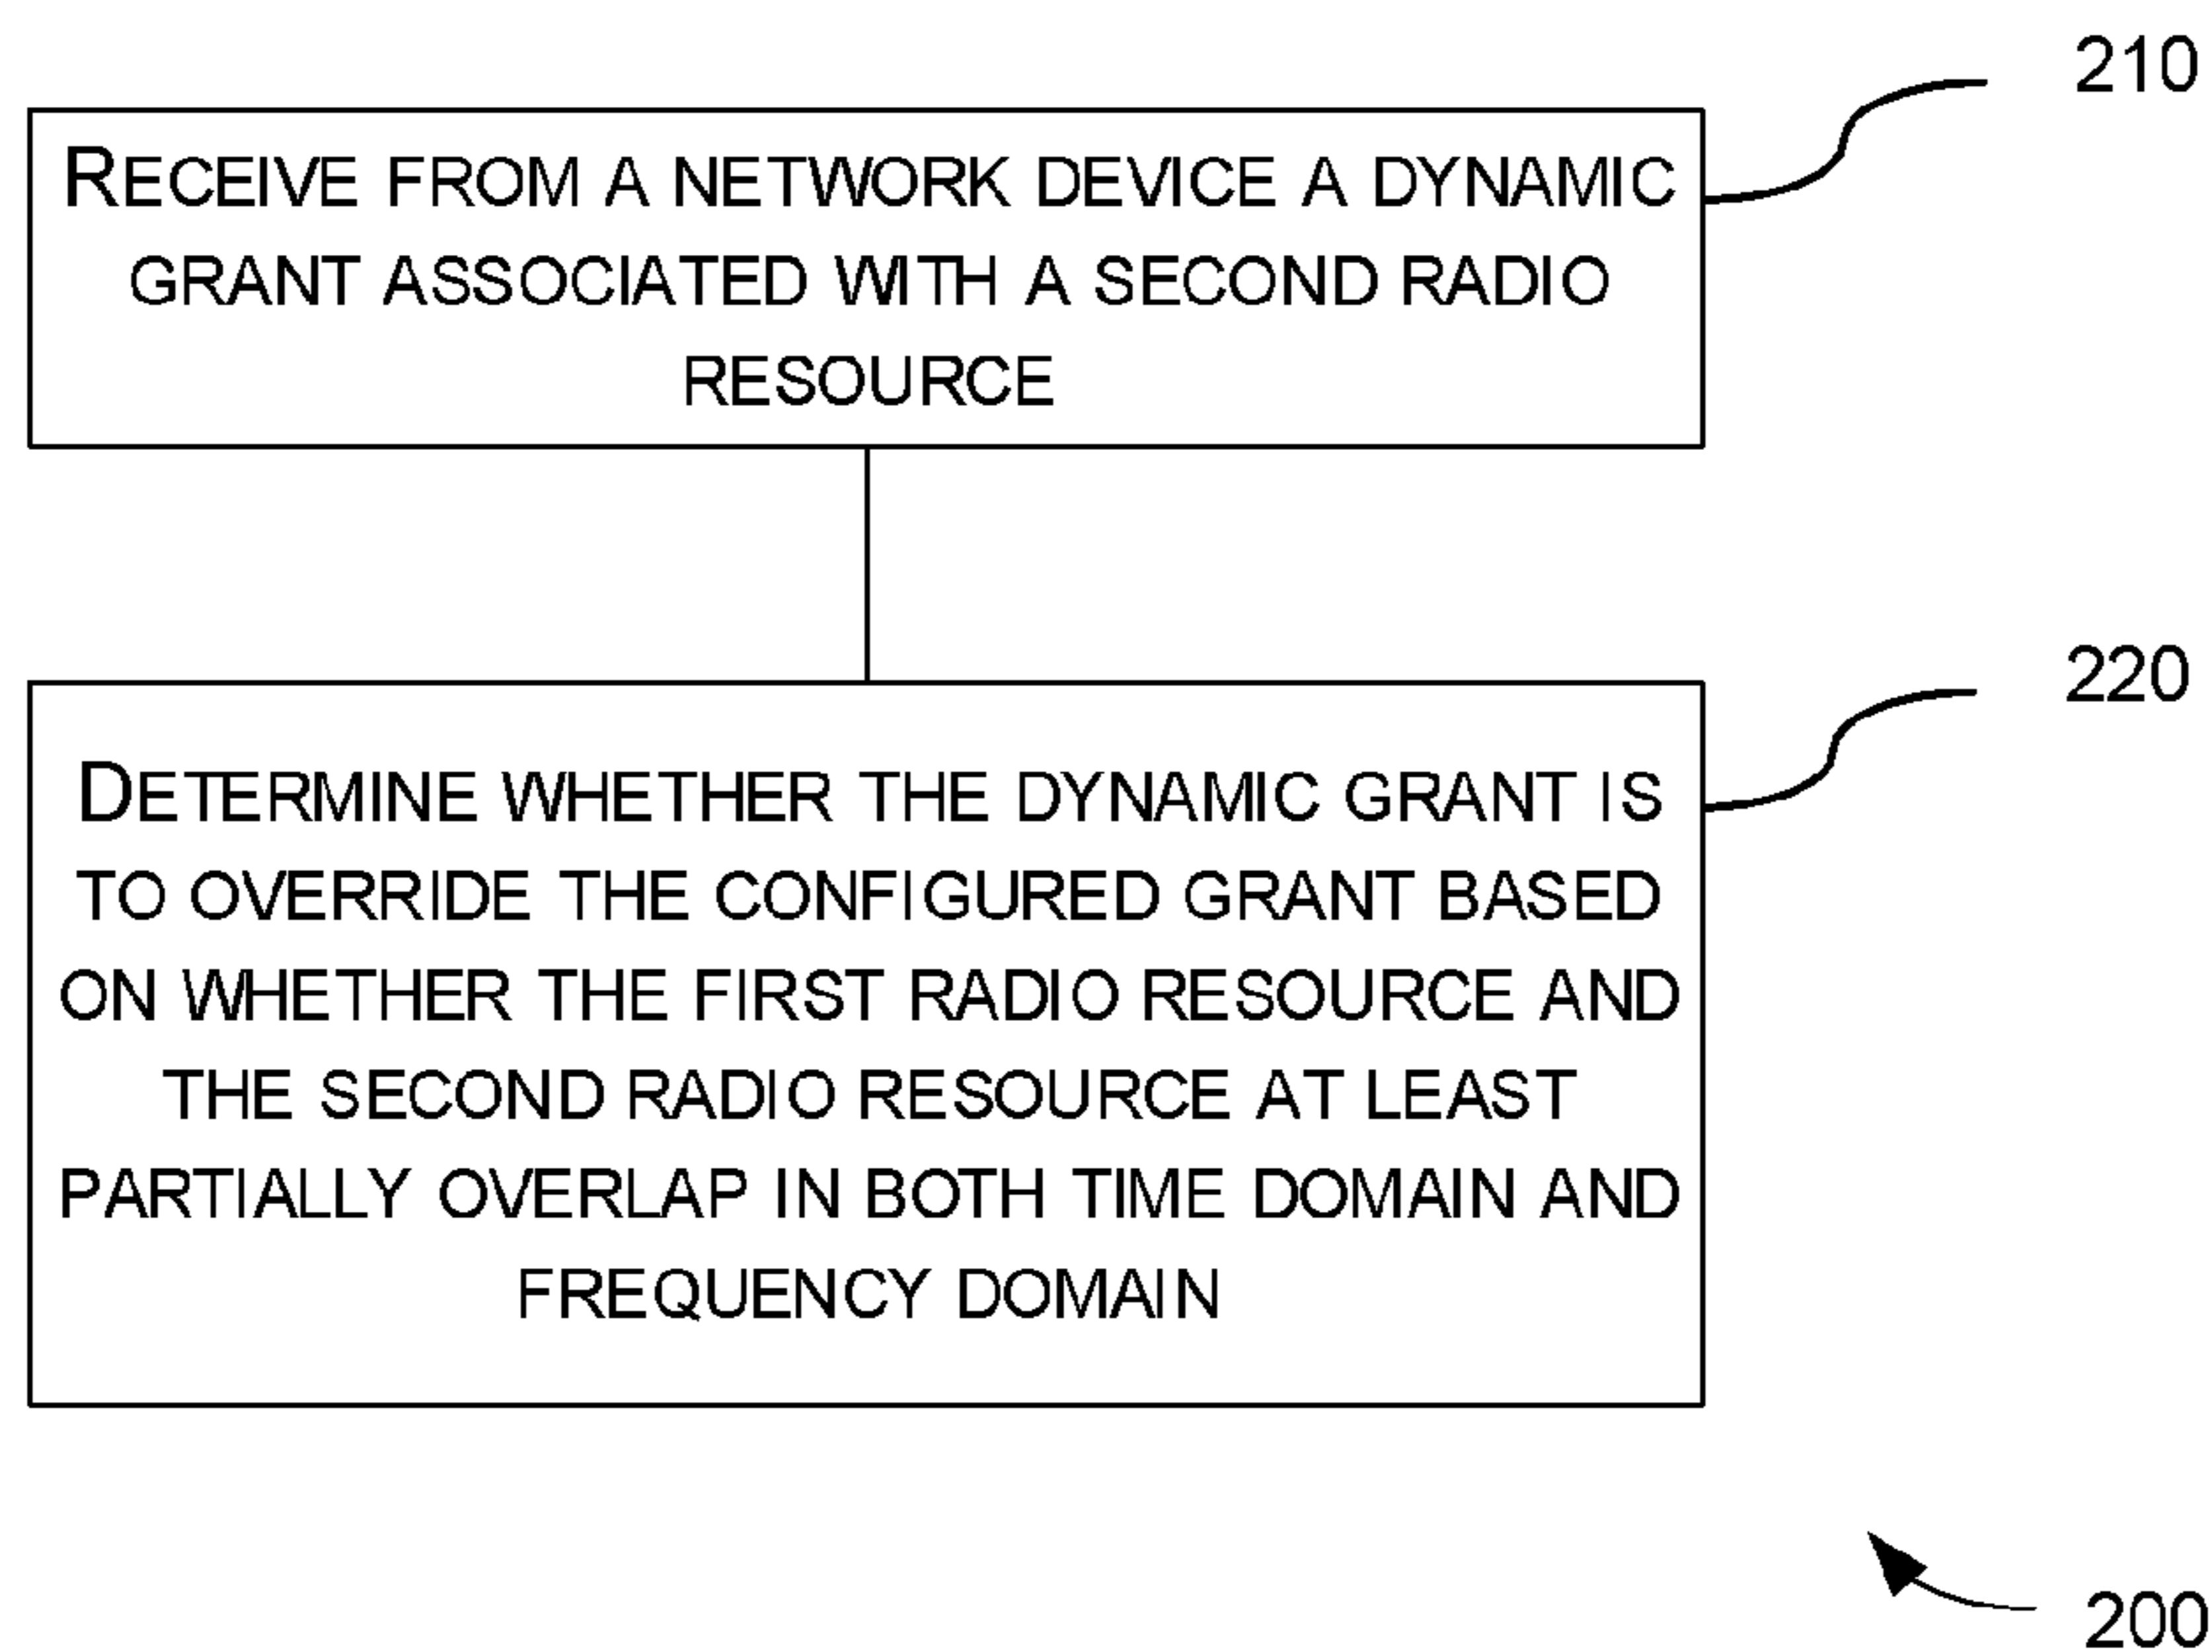 210
RECEIVE FROM A NETWORK DEVICE A DYNAMIC
GRANT ASSOCIATED WITH A SECOND RADIO
RESOURCE
220
DETERMINE WHETHER THE DYNAMIC GRANT IS
TO OVERRIDE THE CONFIGURED GRANT BASED
ON WHETHER THE FIRST RADIO RESOURCE AND
THE SECOND RADIO RESOURCE AT LEAST
PARTIALLY OVERLAP IN BOTH TIME DOMAIN AND
FREQUENCY DOMAIN
200